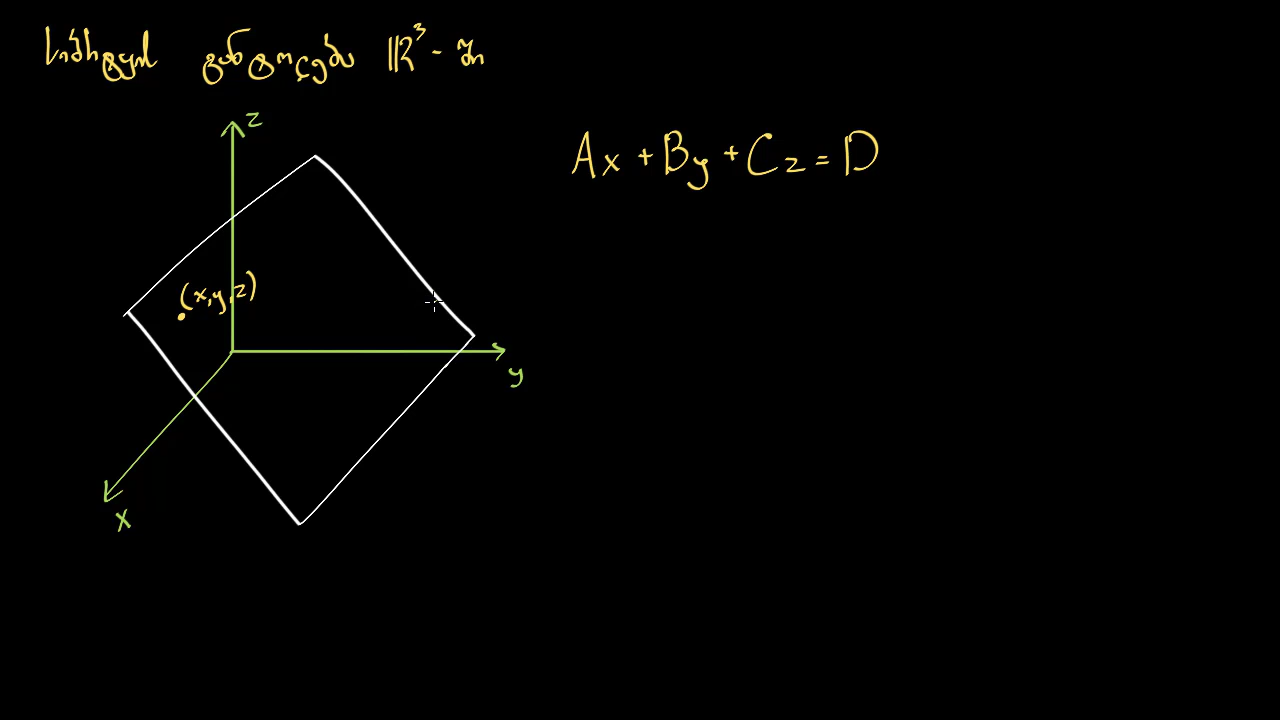 სიბრტყის განტოლება ℝ³-ში
Ax + By + Cz = D
z
(x,y,z)
y
x